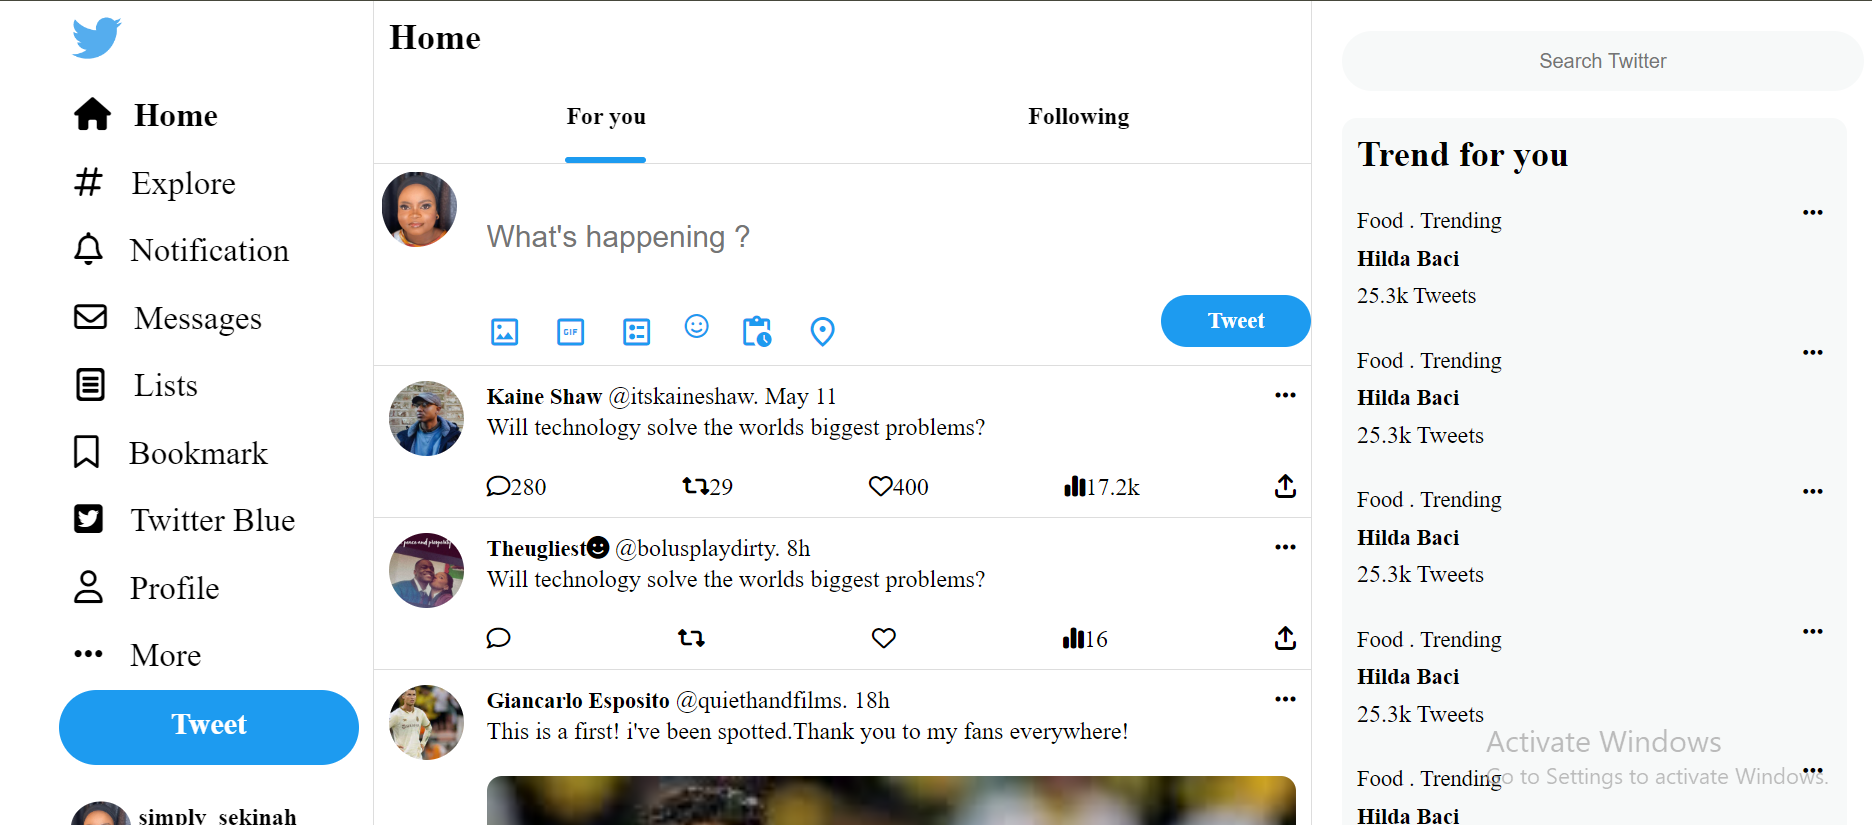 Home
Explore
Notification
Messages
Lists
Bookmark
Twitter Blue
Profile
More
Tweet
simply_sekinah
Home
For you
Following
What's happening ?
GIF
Tweet
Kaine Shaw @itskaineshaw. May 11
Will technology solve the worlds biggest problems?
280 29 400 17.2k
peace and prosperity
Theugliest @bolusplaydirty. 8h
Will technology solve the worlds biggest problems?
16
Giancarlo Esposito @quiethandfilms. 18h
This is a first! i've been spotted.Thank you to my fans everywhere!
Search Twitter
Trend for you
Food . Trending
Hilda Baci
25.3k Tweets
Food . Trending
Hilda Baci
25.3k Tweets
Food . Trending
Hilda Baci
25.3k Tweets
Food . Trending
Hilda Baci
25.3k Tweets
Food . Trending
Hilda Baci
Activate Windows
Go to Settings to activate Windows.